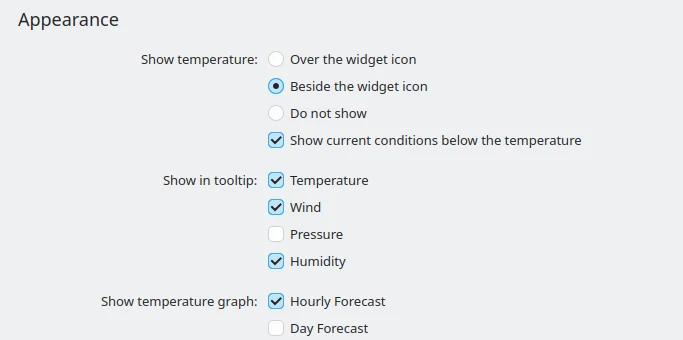 Appearance
Show temperature: Over the widget icon
Beside the widget icon
Do not show
Show current conditions below the temperature
Show in tooltip: Temperature
Wind
Pressure
Humidity
Show temperature graph: Hourly Forecast
Day Forecast